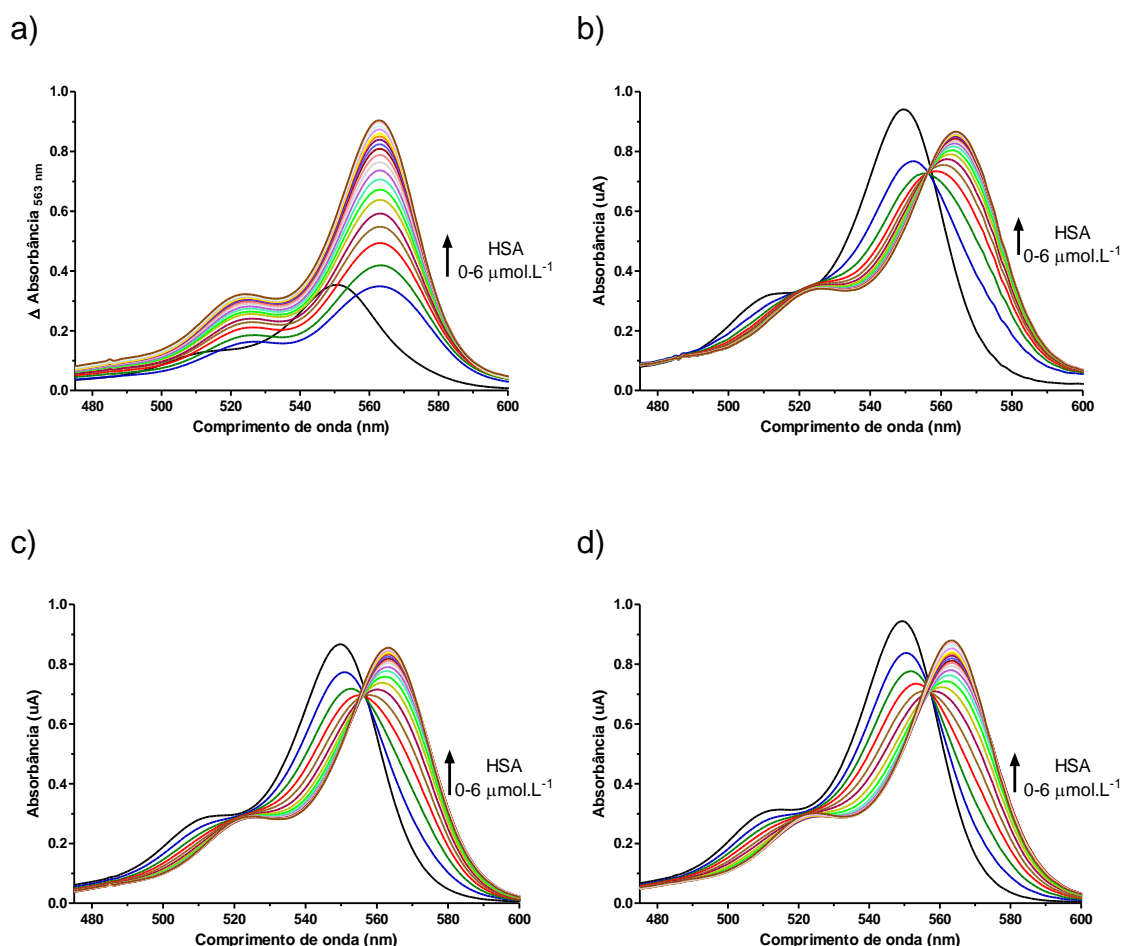 a)
Δ Absorbância 563 nm
1.0
0.8
0.6
0.4
0.2
0.0
HSA
0-6 μmol.L-1
480 500 520 540 560 580 600
Comprimento de onda (nm)
b)
Absorbância (uA)
1.0
0.8
0.6
0.4
0.2
0.0
HSA
0-6 μmol.L-1
480 500 520 540 560 580 600
Comprimento de onda (nm)
c)
Absorbância (uA)
1.0
0.8
0.6
0.4
0.2
0.0
HSA
0-6 μmol.L-1
480 500 520 540 560 580 600
Comprimento de onda (nm)
d)
Absorbância (uA)
1.0
0.8
0.6
0.4
0.2
0.0
HSA
0-6 μmol.L-1
480 500 520 540 560 580 600
Comprimento de onda (nm)